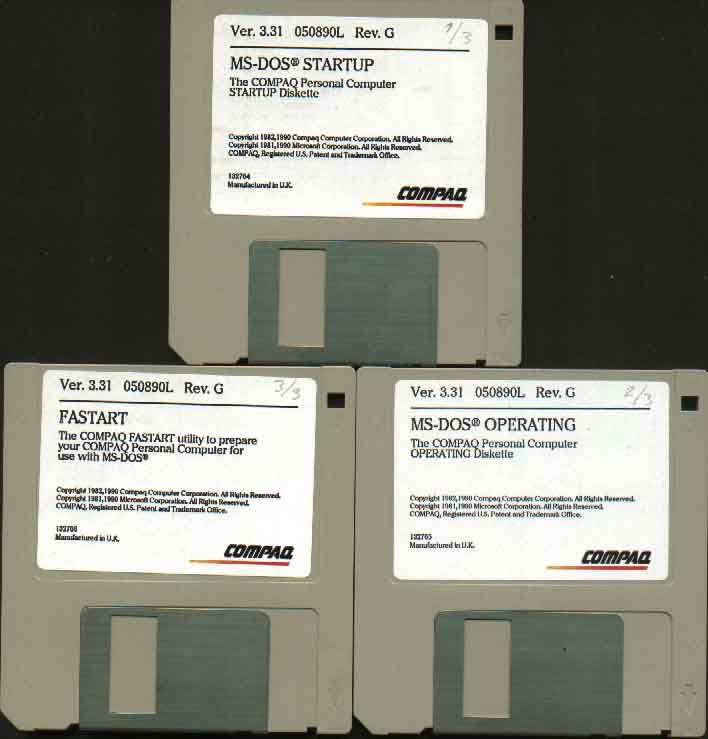 Ver. 3.31 050890L Rev. G 1/3
MS-DOS® STARTUP
The COMPAQ Personal Computer
STARTUP Diskette
Copyright 1982,1990 Compaq Computer Corporation. All Rights Reserved.
Copyright 1981,1990 Microsoft Corporation. All Rights Reserved.
COMPAQ, Registered U.S. Patent and Trademark Office.
132764
Manufactured in U.K.
COMPAQ
Ver. 3.31 050890L Rev. G 3/3
FASTART
The COMPAQ FASTART utility to prepare
your COMPAQ Personal Computer for
use with MS-DOS®
Copyright 1982,1990 Compaq Computer Corporation. All Rights Reserved.
Copyright 1981,1990 Microsoft Corporation. All Rights Reserved.
COMPAQ, Registered U.S. Patent and Trademark Office.
132766
Manufactured in U.K.
COMPAQ
Ver. 3.31 050890L Rev. G 2/3
MS-DOS® OPERATING
The COMPAQ Personal Computer
OPERATING Diskette
Copyright 1982,1990 Compaq Computer Corporation. All Rights Reserved.
Copyright 1981,1990 Microsoft Corporation. All Rights Reserved.
COMPAQ, Registered U.S. Patent and Trademark Office.
132765
Manufactured in U.K.
COMPAQ